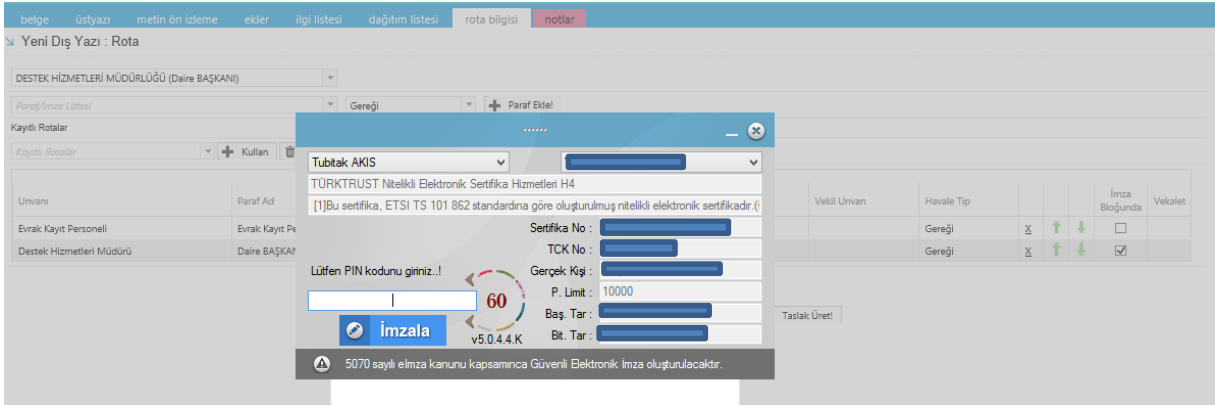 belge üstyazı metin ön izleme ekler ilgi listesi dağıtım listesi rota bilgisi notlar
Yeni Dış Yazı : Rota
DESTEK HİZMETLERİ MÜDÜRLÜĞÜ (Daire BAŞKANI)
Paraf/İmza Listesi Gereği Paraf Ekle!
Kayıtlı Rotalar
Kayıtlı Rotalar Kullan
......
Tubitak AKIS
TÜRKTRUST Nitelikli Elektronik Sertifika Hizmetleri H4
[1]Bu sertifika, ETSI TS 101 862 standardına göre oluşturulmuş nitelikli elektronik sertifikadır.(
Unvanı Paraf Ad Vekil Unvan Havale Tip İmza Bloğunda Vekalet
Evrak Kayıt Personeli Evrak Kayıt Pe Sertifika No : Gereği X
Destek Hizmetleri Müdürü Daire BAŞKAN TCK No : Gereği X
Lütfen PIN kodunu giriniz..! Gerçek Kişi :
60 P. Limit : 10000
Baş. Tar : Taslak Üret!
İmzala v5.0.4.4.K Bit. Tar :
5070 sayılı eImza kanunu kapsamınca Güvenli Elektronik İmza oluşturulacaktır.